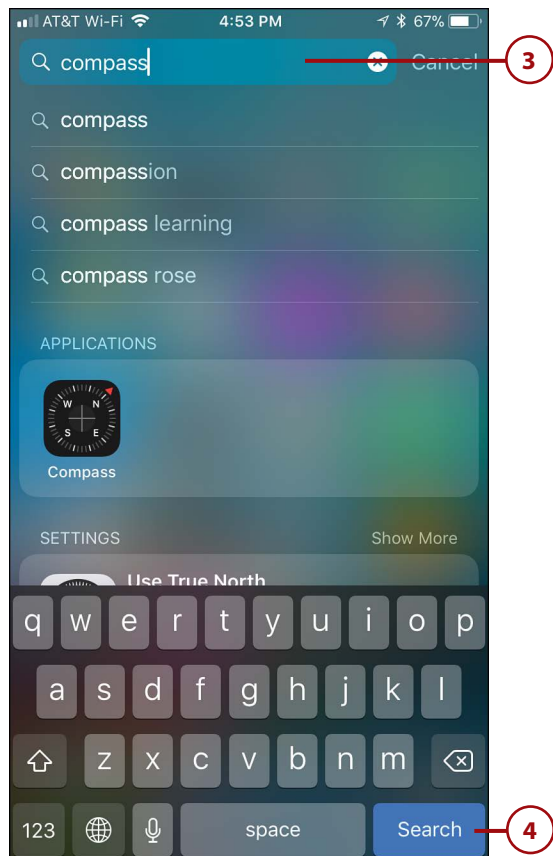 AT&T Wi-Fi 4:53 PM 67%
compass Cancel 3
compass
compassion
compass learning
compass rose
APPLICATIONS
W N
S E
Compass
SETTINGS Show More
Use True North
q w e r t y u i o p
a s d f g h j k l
z x c v b n m
123 space Search 4